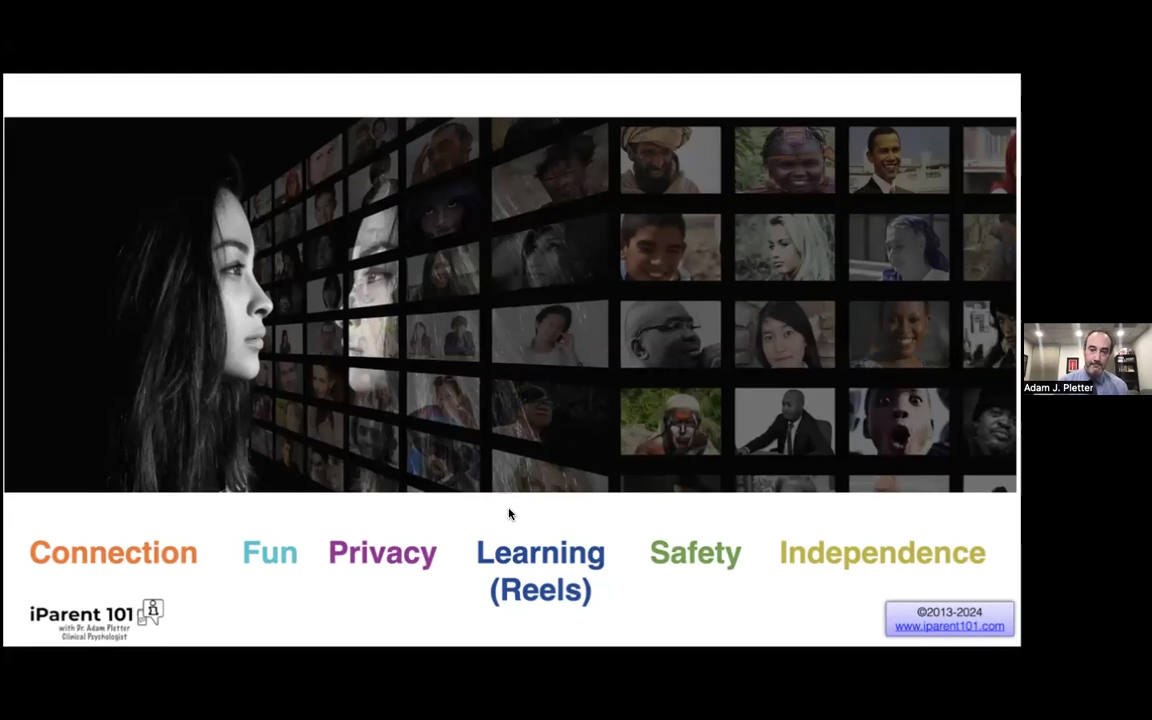 Adam J. Pletter
Connection Fun Privacy Learning Safety Independence
(Reels)
iParent 101
with Dr. Adam Pletter
Clinical Psychologist
©2013-2024
www.iparent101.com